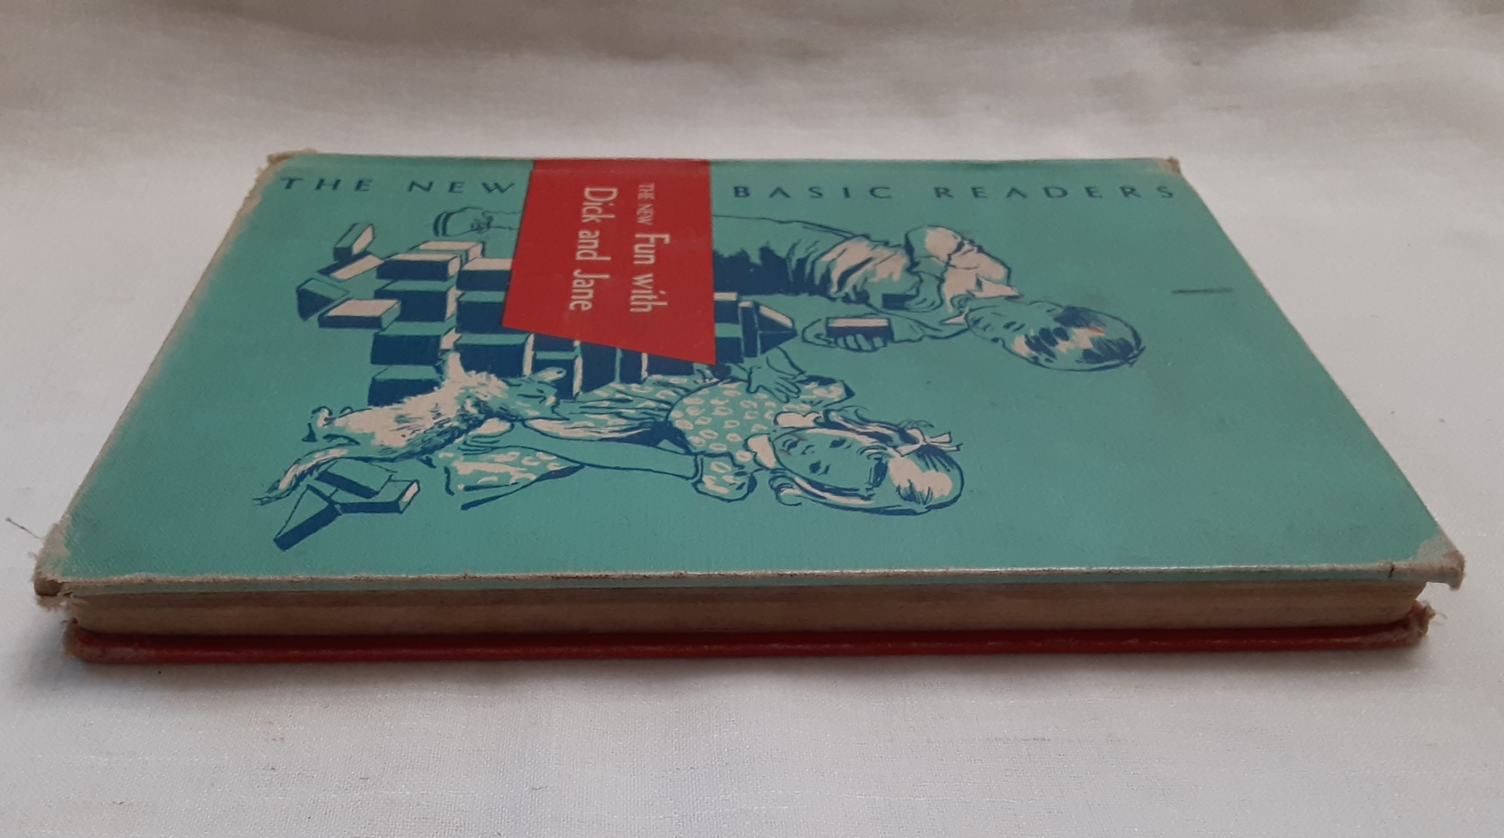 THE NEW BASIC READERS
THE NEW Fun with
Dick and Jane